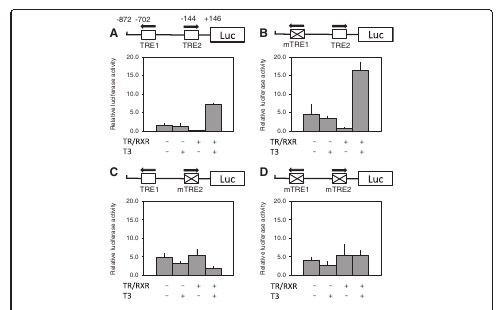 -872 -702 -144 +146
A TRE1 TRE2 Luc
Relative luciferase activity
20.0
15.0
10.0
5.0
0.0
TR/RXR - - + +
T3 - + - +
B mTRE1 TRE2 Luc
Relative luciferase activity
20.0
15.0
10.0
5.0
0.0
- - + +
- + - +
C TRE1 mTRE2 Luc
Relative luciferase activity
20.0
15.0
10.0
5.0
0.0
TR/RXR - - + +
T3 - + - +
D mTRE1 mTRE2 Luc
Relative luciferase activity
20.0
15.0
10.0
5.0
0.0
TR/RXR - - + +
T3 - + - +